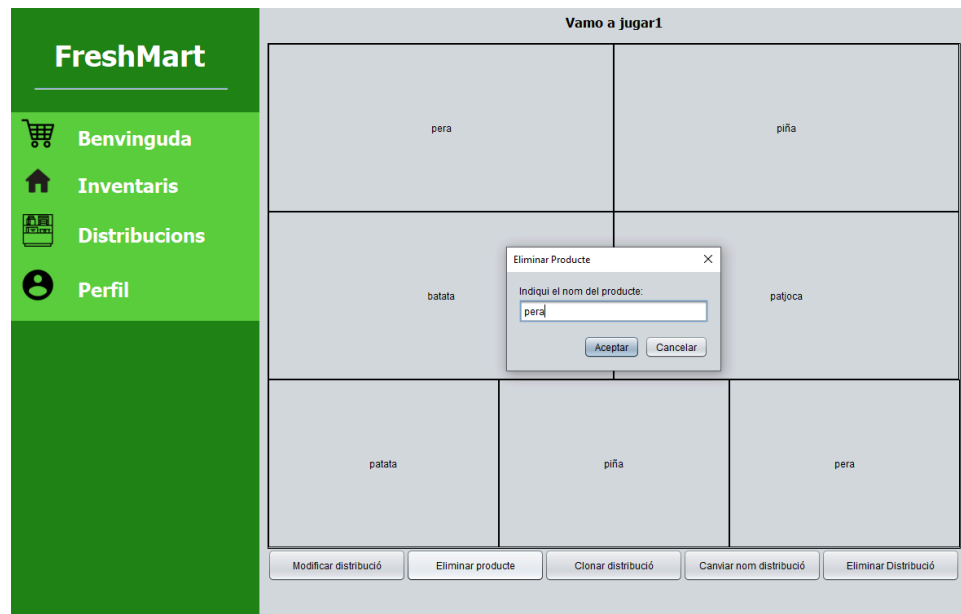 FreshMart
Benvinguda
Inventaris
Distribucions
Perfil
Vamo a jugar1
pera
piña
batata
patjoca
Eliminar Producte
Indiqui el nom del producte:
pera
Aceptar
Cancelar
patata
piña
pera
Modificar distribució
Eliminar producte
Clonar distribució
Canviar nom distribució
Eliminar Distribució